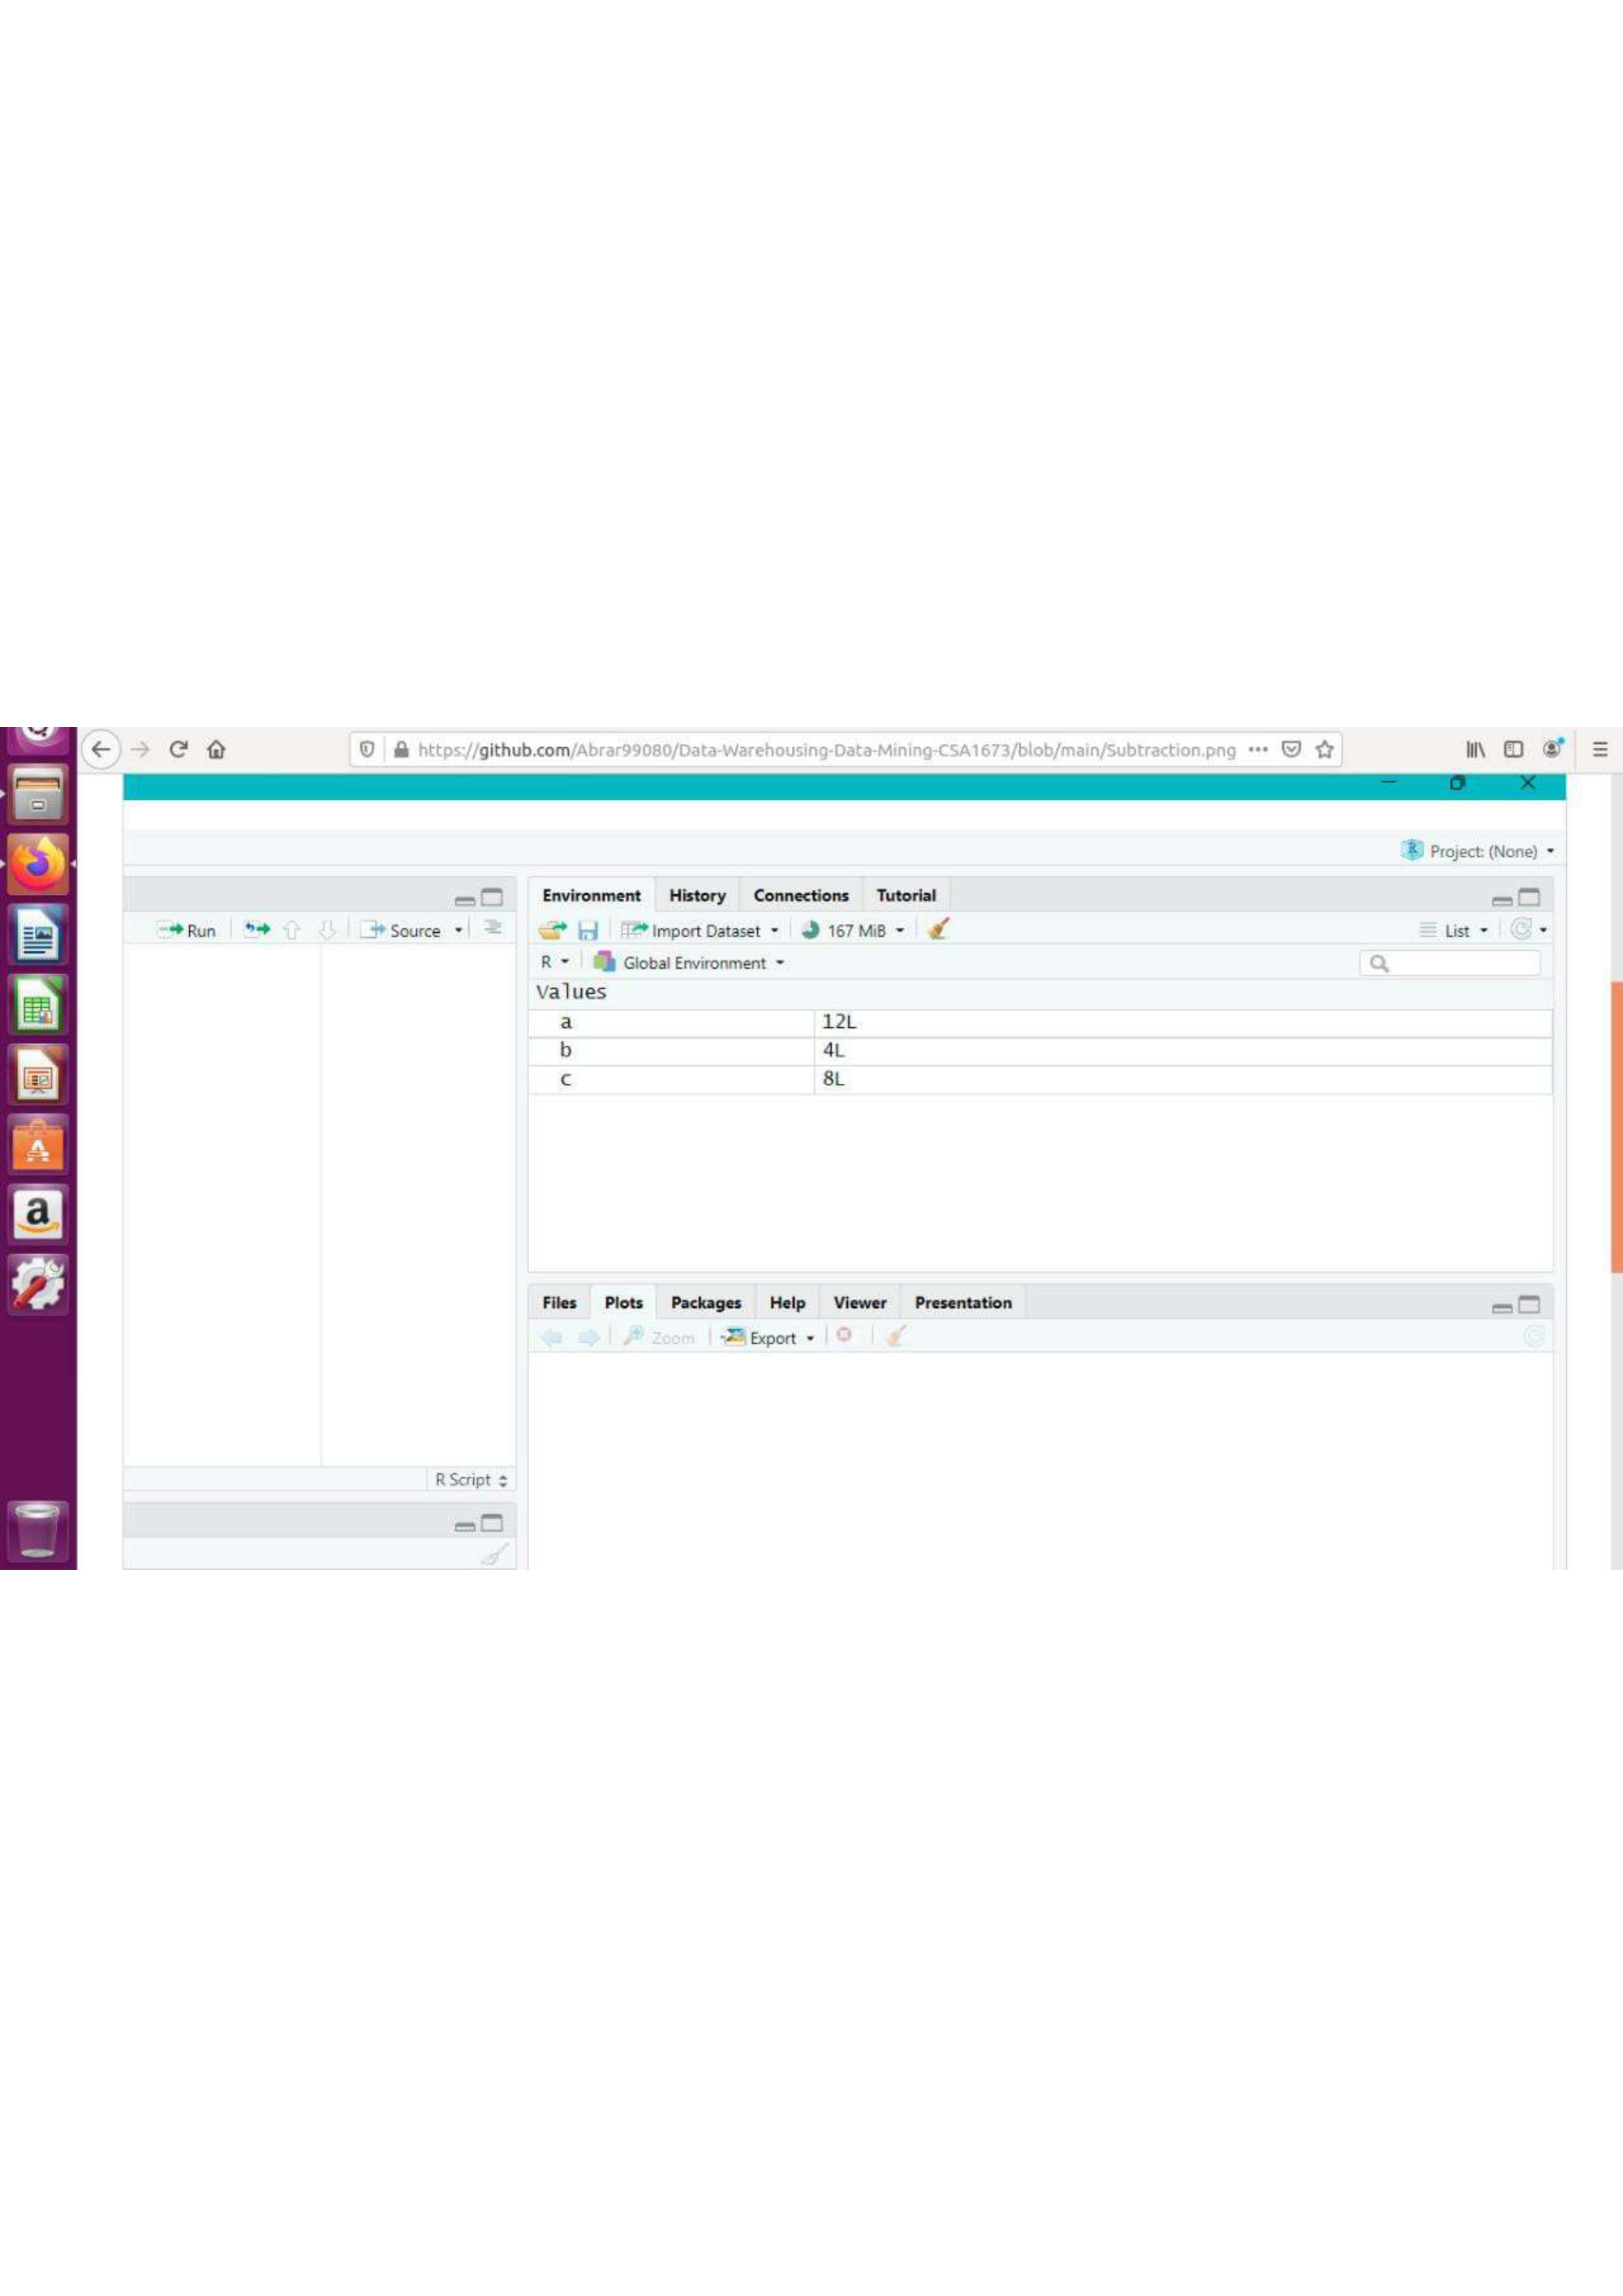 https://github.com/Abrar99080/Data-Warehousing-Data-Mining-CSA1673/blob/main/Subtraction.png
Project: (None)
Run Source
R Script
Environment History Connections Tutorial
Import Dataset 167 MiB List
R Global Environment
Values
a 12L
b 4L
c 8L
Files Plots Packages Help Viewer Presentation
Zoom Export